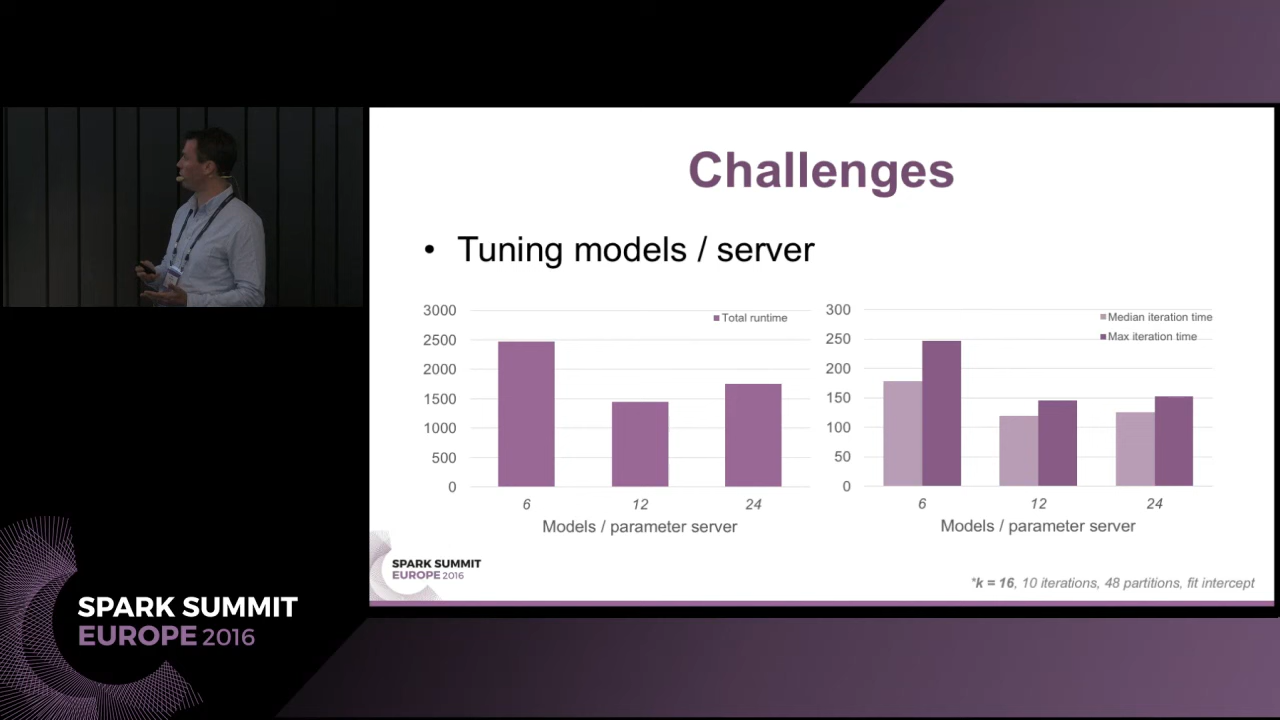 Challenges
• Tuning models / server
3000
2500
2000
1500
1000
500
0
Total runtime
6 12 24
Models / parameter server
300
250
200
150
100
50
0
Median iteration time
Max iteration time
6 12 24
Models / parameter server
SPARK SUMMIT
EUROPE 2016
*k = 16, 10 iterations, 48 partitions, fit intercept
SPARK SUMMIT
EUROPE 2016